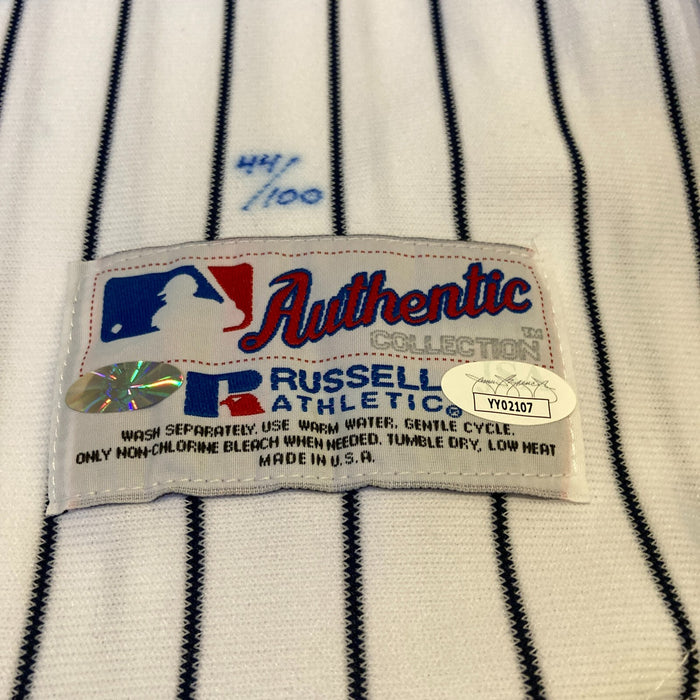 44/100
Authentic
COLLECTION™
RUSSELL
ATHLETIC®
YY02107
WASH SEPARATELY. USE WARM WATER. GENTLE CYCLE.
ONLY NON-CHLORINE BLEACH WHEN NEEDED. TUMBLE DRY, LOW HEAT
MADE IN U.S.A.